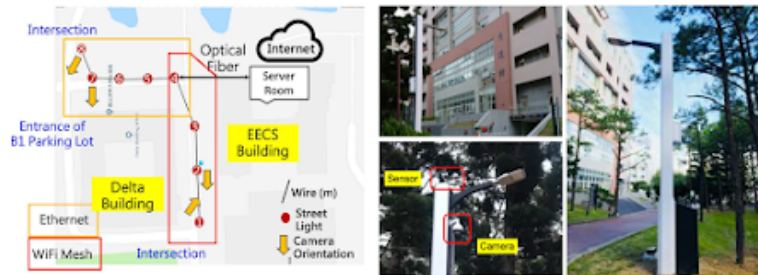 Intersection
Optical
Fiber
Internet
Server
Room
Entrance of
B1 Parking Lot
EECS
Building
Delta
Building
Wire (m)
Street
Light
Camera
Orientation
Ethernet
WiFi Mesh
Intersection
Sensor
Camera